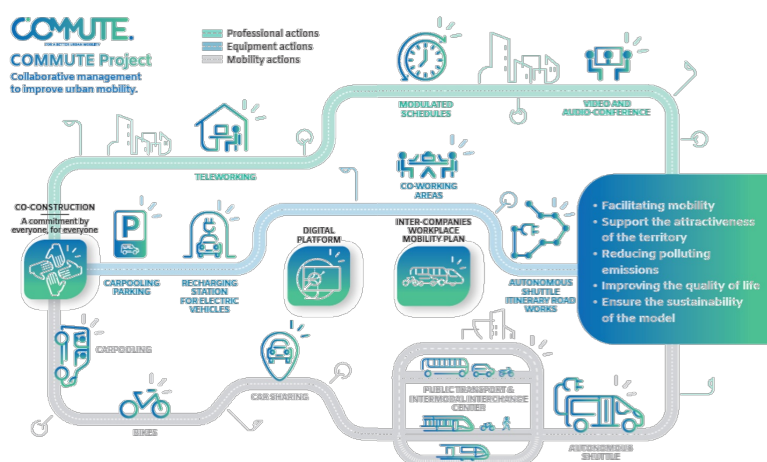 COMMUTE.
FOR A BETTER URBAN MOBILITY
COMMUTE Project
Collaborative management
to improve urban mobility.
Professional actions
Equipment actions
Mobility actions
MODULATED
SCHEDULES
VIDEO AND
AUDIO-CONFERENCE
TELEWORKING
CO-WORKING
AREAS
CO-CONSTRUCTION
A commitment by
everyone, for everyone
P
CARPOOLING
PARKING
RECHARGING
STATION
FOR ELECTRIC
VEHICLES
DIGITAL
PLATFORM
INTER-COMPANIES
WORKPLACE
MOBILITY PLAN
AUTONOMOUS
SHUTTLE
ITINERARY ROAD
WORKS
• Facilitating mobility
• Support the attractiveness
of the territory
• Reducing polluting
emissions
• Improving the quality of life
• Ensure the sustainability
of the model
CARPOOLING
BIKES
CAR SHARING
PUBLIC TRANSPORT &
INTERMODAL INTERCHANGE
CENTER
AUTONOMOUS
SHUTTLE